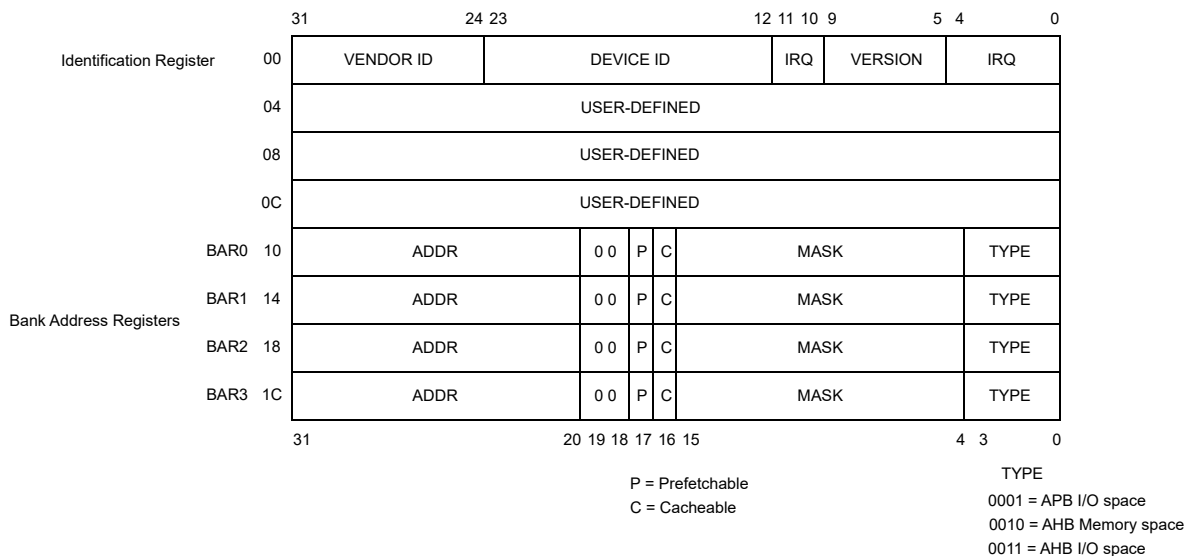 31 24 23 12 11 10 9 5 4 0
Identification Register 00 VENDOR ID DEVICE ID IRQ VERSION IRQ
04 USER-DEFINED
08 USER-DEFINED
0C USER-DEFINED
BAR0 10 ADDR 0 0 P C MASK TYPE
BAR1 14 ADDR 0 0 P C MASK TYPE
Bank Address Registers
BAR2 18 ADDR 0 0 P C MASK TYPE
BAR3 1C ADDR 0 0 P C MASK TYPE
31 20 19 18 17 16 15 4 3 0
P = Prefetchable
C = Cacheable
TYPE
0001 = APB I/O space
0010 = AHB Memory space
0011 = AHB I/O space